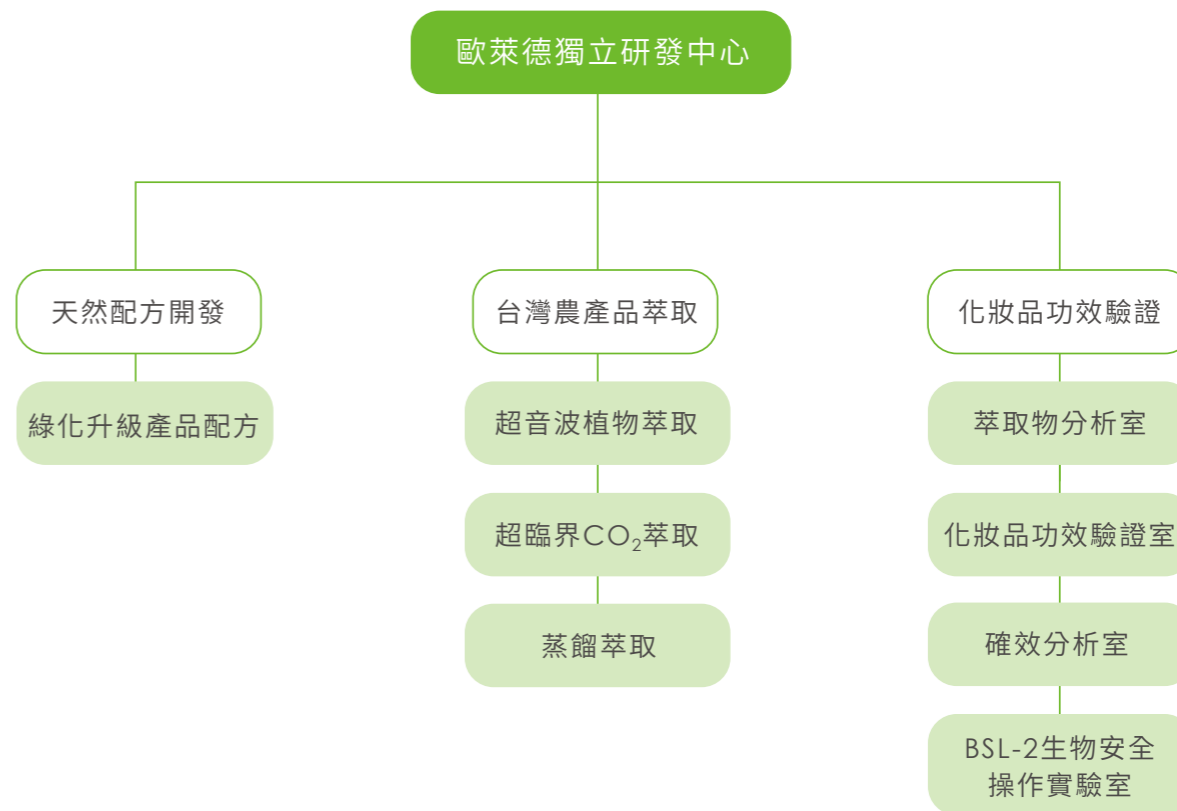 歐萊德獨立研發中心
天然配方開發
綠化升級產品配方
台灣農產品萃取
超音波植物萃取
超臨界CO₂萃取
蒸餾萃取
化妝品功效驗證
萃取物分析室
化妝品功效驗證室
確效分析室
BSL-2生物安全
操作實驗室